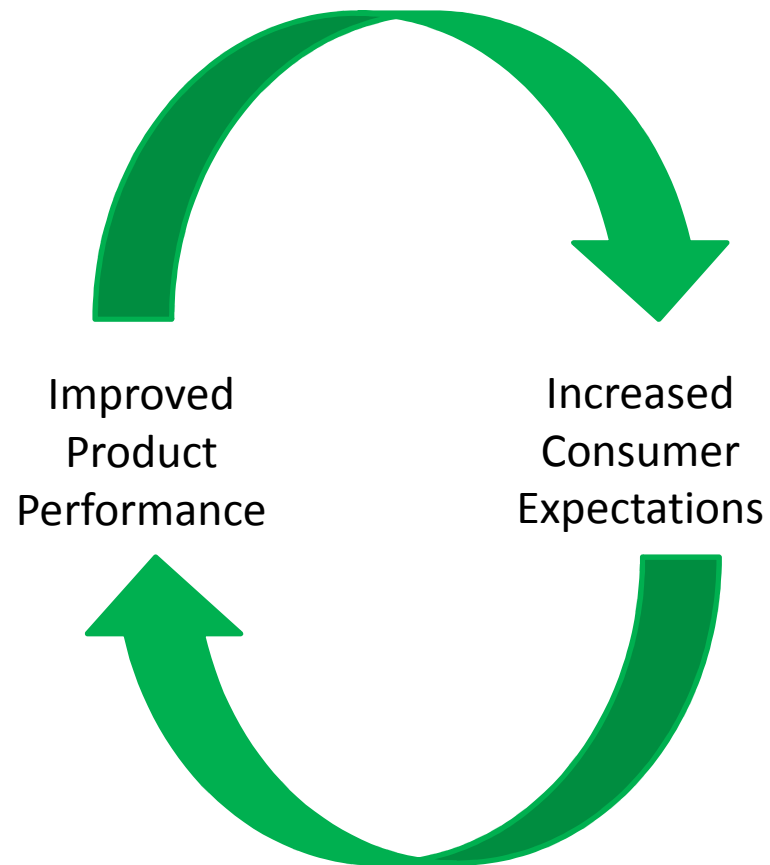 Improved
Product
Performance
Increased
Consumer
Expectations